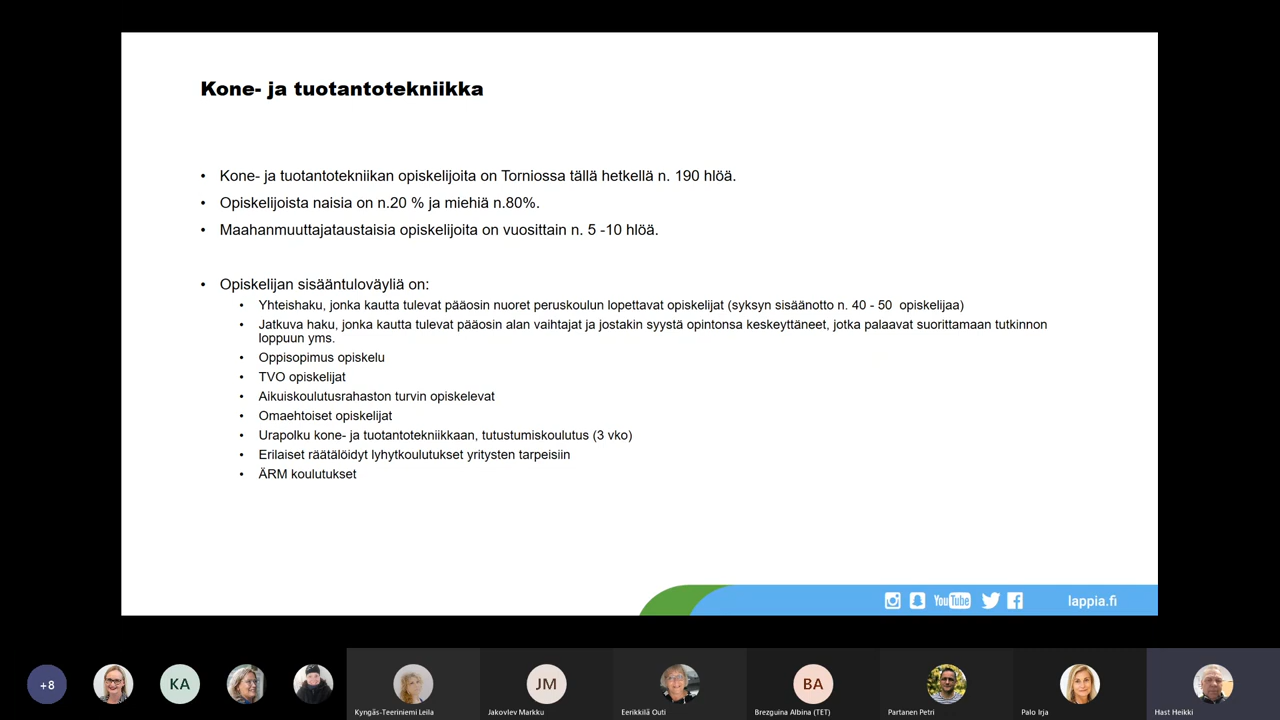 Kone- ja tuotantotekniikka
• Kone- ja tuotantotekniikan opiskelijoita on Torniossa tällä hetkellä n. 190 hlöä.
• Opiskelijoista naisia on n.20 % ja miehiä n.80%.
• Maahanmuuttajataustaisia opiskelijoita on vuosittain n. 5 -10 hlöä.
• Opiskelijan sisääntuloväyliä on:
• Yhteishaku, jonka kautta tulevat pääosin nuoret peruskoulun lopettavat opiskelijat (syksyn sisäänotto n. 40 - 50 opiskelijaa)
• Jatkuva haku, jonka kautta tulevat pääosin alan vaihtajat ja jostakin syystä opintonsa keskeyttäneet, jotka palaavat suorittamaan tutkinnon
loppuun yms.
• Oppisopimus opiskelu
• TVO opiskelijat
• Aikuiskoulutusrahaston turvin opiskelevat
• Omaehtoiset opiskelijat
• Urapolku kone- ja tuotantotekniikkaan, tutustumiskoulutus (3 vko)
• Erilaiset räätälöidyt lyhytkoulutukset yritysten tarpeisiin
• ÄRM koulutukset
YouTube
lappia.fi
+8
KA
JM
BA
Kyngäs-Teeriniemi Leila
Jakovlev Markku
Eerikkilä Outi
Brezguina Albina (TET)
Partanen Petri
Palo Irja
Hast Heikki